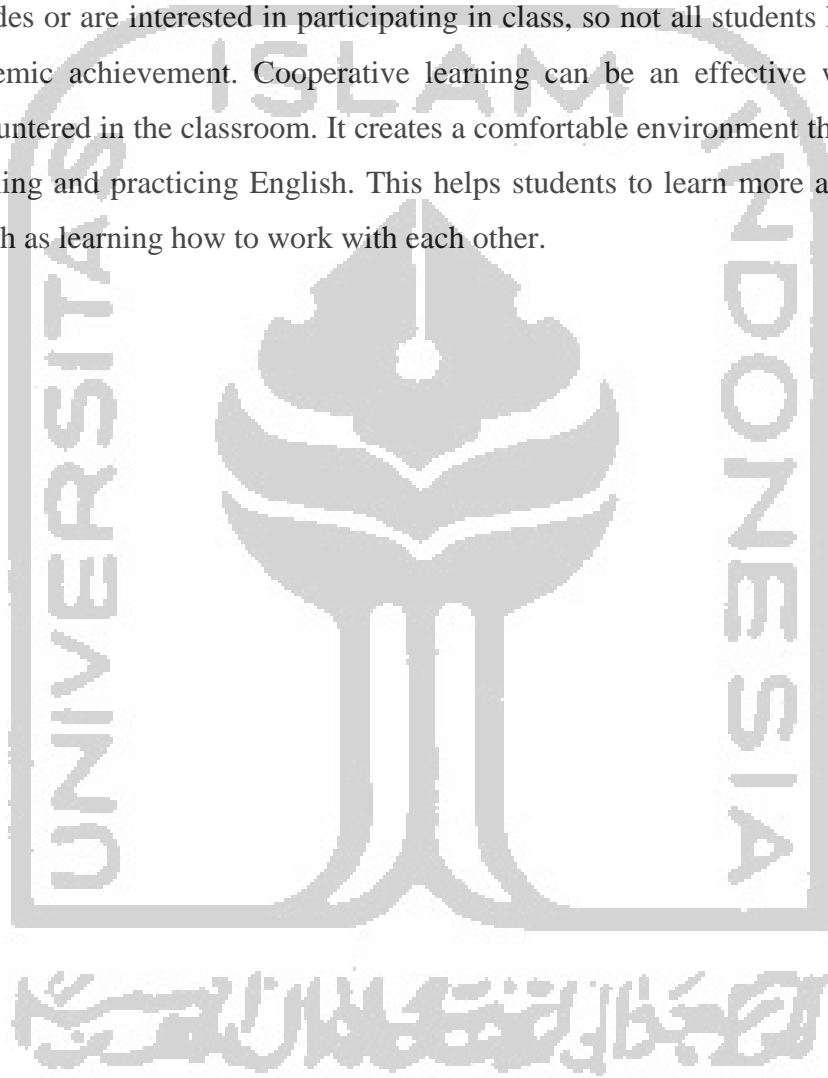 des or are interested in participating in class, so not all students
emic achievement. Cooperative learning can be an effective
untered in the classroom. It creates a comfortable environment th
ning and practicing English. This helps students to learn more a
h as learning how to work with each other.
ISLAM
UNIVERSITAS
INDONESIA